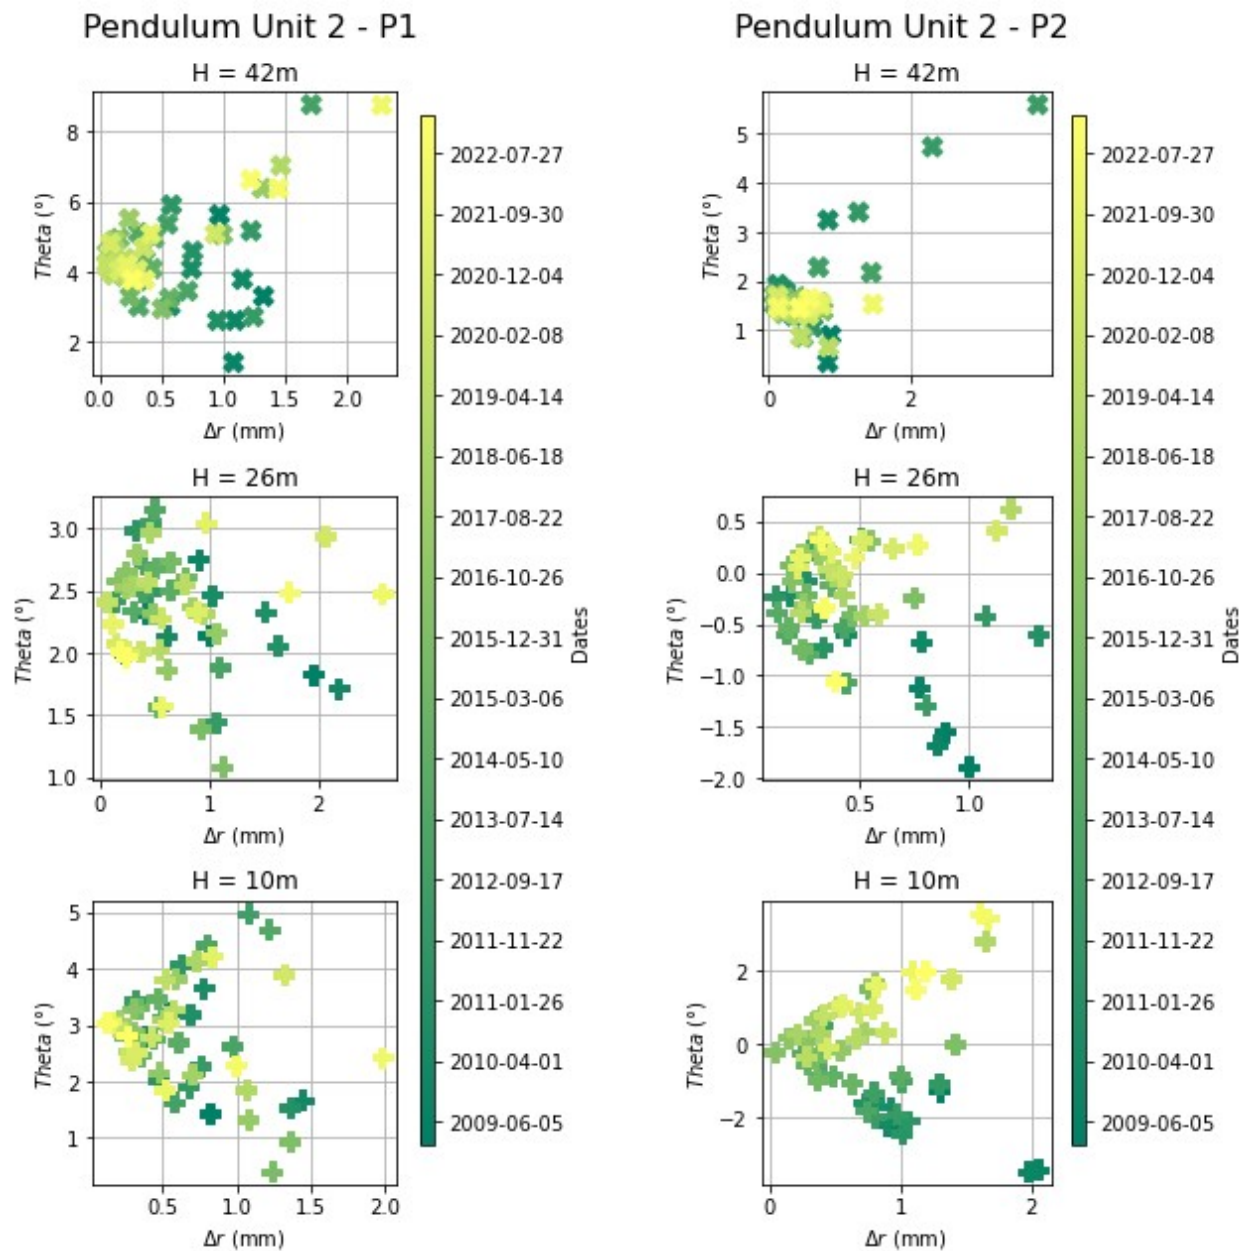 Pendulum Unit 2 - P1
H = 42m
8
6
4
2
Theta (°)
0.0 0.5 1.0 1.5 2.0
Δr (mm)
H = 26m
3.0
2.5
2.0
1.5
1.0
Theta (°)
0 1 2
Δr (mm)
H = 10m
5
4
3
2
1
Theta (°)
0.5 1.0 1.5 2.0
Δr (mm)
2022-07-27
2021-09-30
2020-12-04
2020-02-08
2019-04-14
2018-06-18
2017-08-22
2016-10-26
2015-12-31
2015-03-06
2014-05-10
2013-07-14
2012-09-17
2011-11-22
2011-01-26
2010-04-01
2009-06-05
Dates
Pendulum Unit 2 - P2
H = 42m
5
4
3
2
1
Theta (°)
0 2
Δr (mm)
H = 26m
0.5
0.0
−0.5
−1.0
−1.5
−2.0
Theta (°)
0.5 1.0
Δr (mm)
H = 10m
2
0
−2
Theta (°)
0 1 2
Δr (mm)
2022-07-27
2021-09-30
2020-12-04
2020-02-08
2019-04-14
2018-06-18
2017-08-22
2016-10-26
2015-12-31
2015-03-06
2014-05-10
2013-07-14
2012-09-17
2011-11-22
2011-01-26
2010-04-01
2009-06-05
Dates